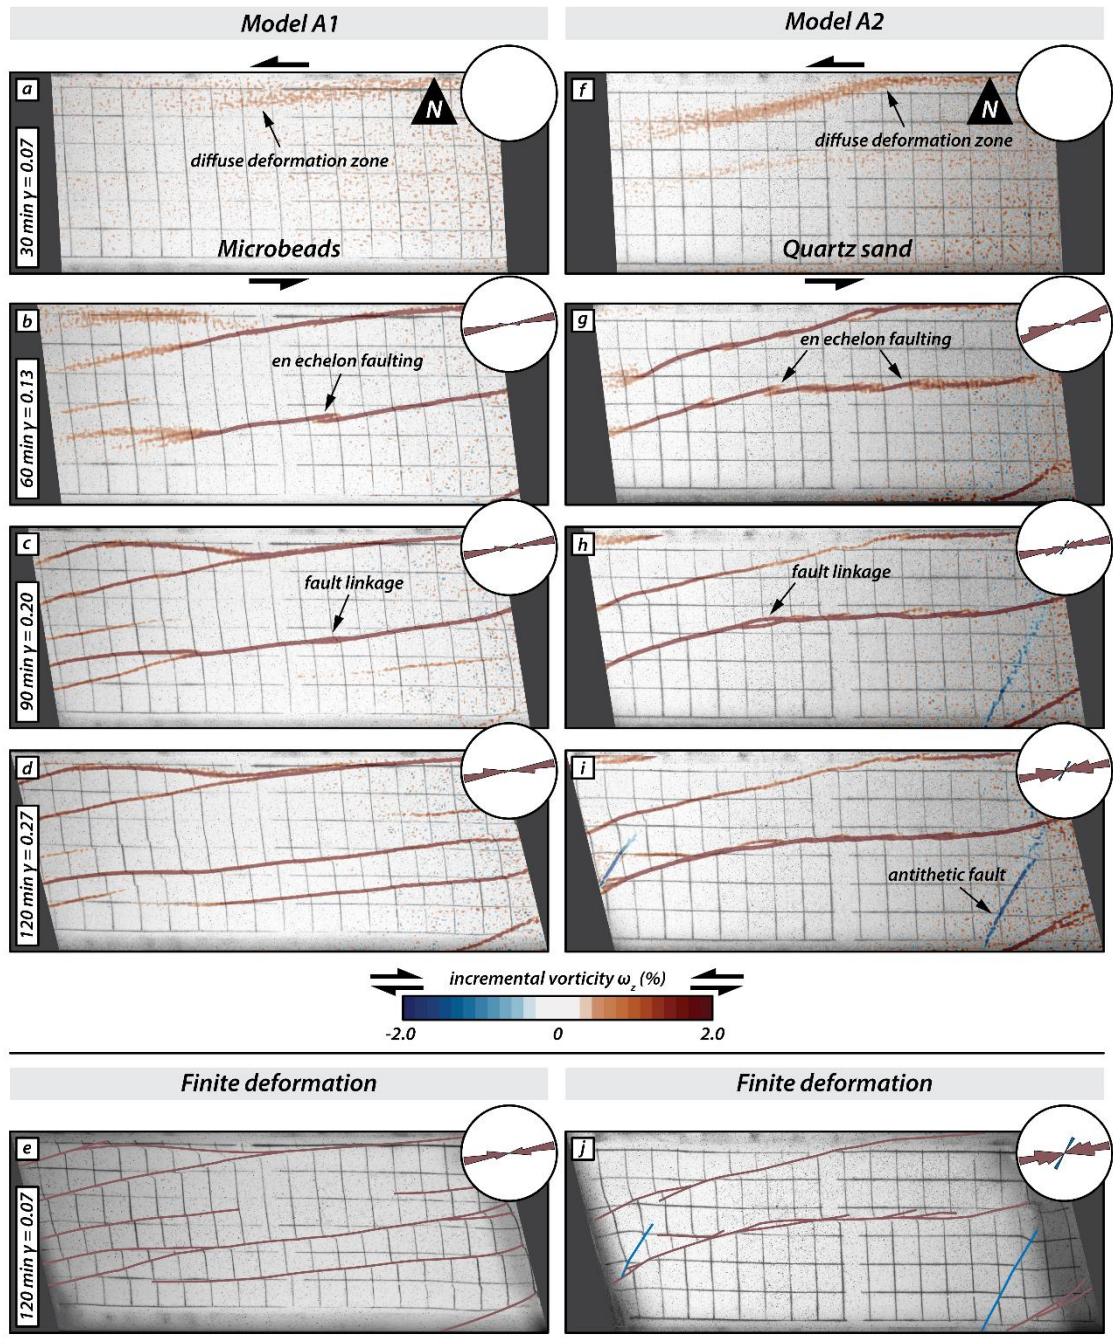 Model A1
Model A2
a
N
diffuse deformation zone
Microbeads
30 min γ = 0.07
f
N
diffuse deformation zone
Quartz sand
b
en echelon faulting
60 min γ = 0.13
g
en echelon faulting
c
fault linkage
90 min γ = 0.20
h
fault linkage
d
120 min γ = 0.27
i
antithetic fault
incremental vorticity ω_z (%)
-2.0 0 2.0
Finite deformation
Finite deformation
e
120 min γ = 0.07
j